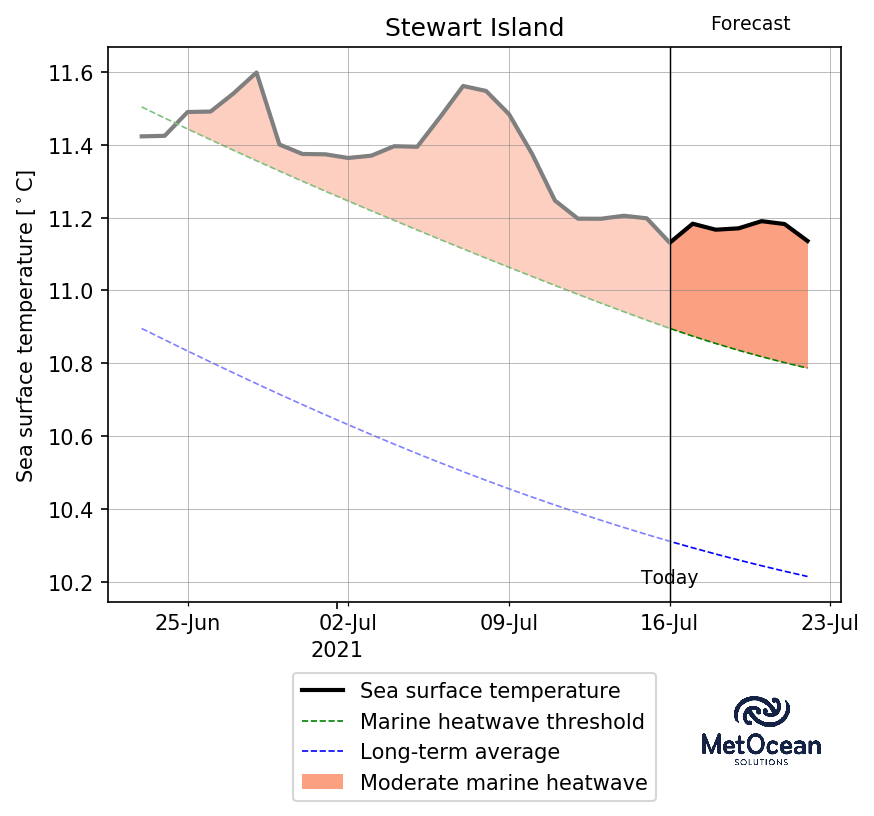 Stewart Island
Forecast
Sea surface temperature [°C]
11.6
11.4
11.2
11.0
10.8
10.6
10.4
10.2
Today
25-Jun
02-Jul
09-Jul
16-Jul
23-Jul
2021
Sea surface temperature
Marine heatwave threshold
Long-term average
Moderate marine heatwave
MetOcean
SOLUTIONS